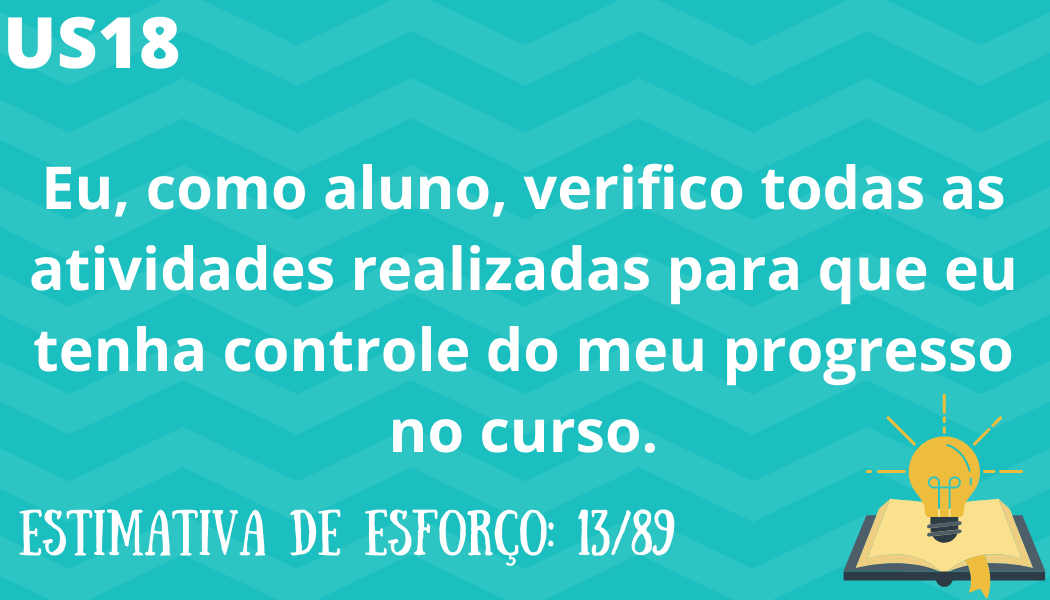 US18
Eu, como aluno, verifico todas as
atividades realizadas para que eu
tenha controle do meu progresso
no curso.
ESTIMATIVA DE ESFORÇO: 13/89